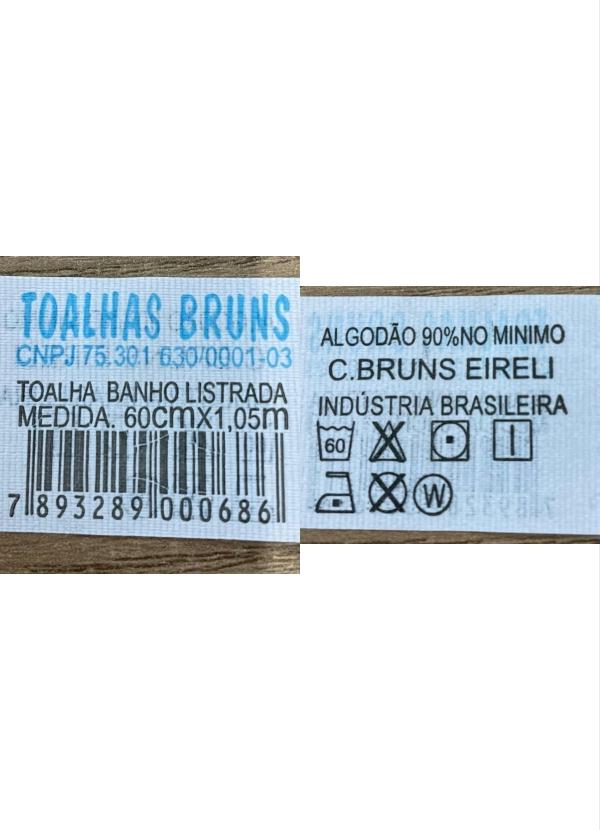 TOALHAS BRUNS
CNPJ 75.301 630/0001-03
TOALHA BANHO LISTRADA
MEDIDA. 60cmX1,05m
7 893289 000686
ALGODÃO 90%NO MINIMO
C.BRUNS EIRELI
INDÚSTRIA BRASILEIRA
60
W